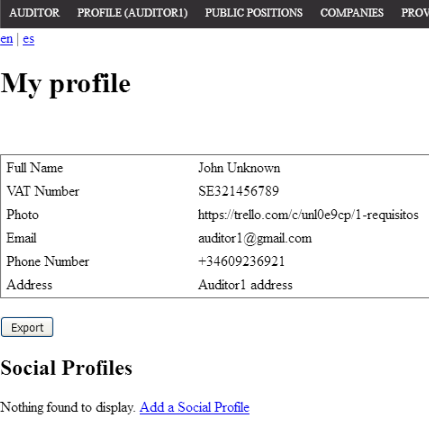 AUDITOR PROFILE (AUDITOR1) PUBLIC POSITIONS COMPANIES PROV
en | es
My profile
Full Name John Unknown
VAT Number SE321456789
Photo https://trello.com/c/unl0e9cp/1-requisitos
Email auditor1@gmail.com
Phone Number +34609236921
Address Auditor1 address
Export
Social Profiles
Nothing found to display. Add a Social Profile